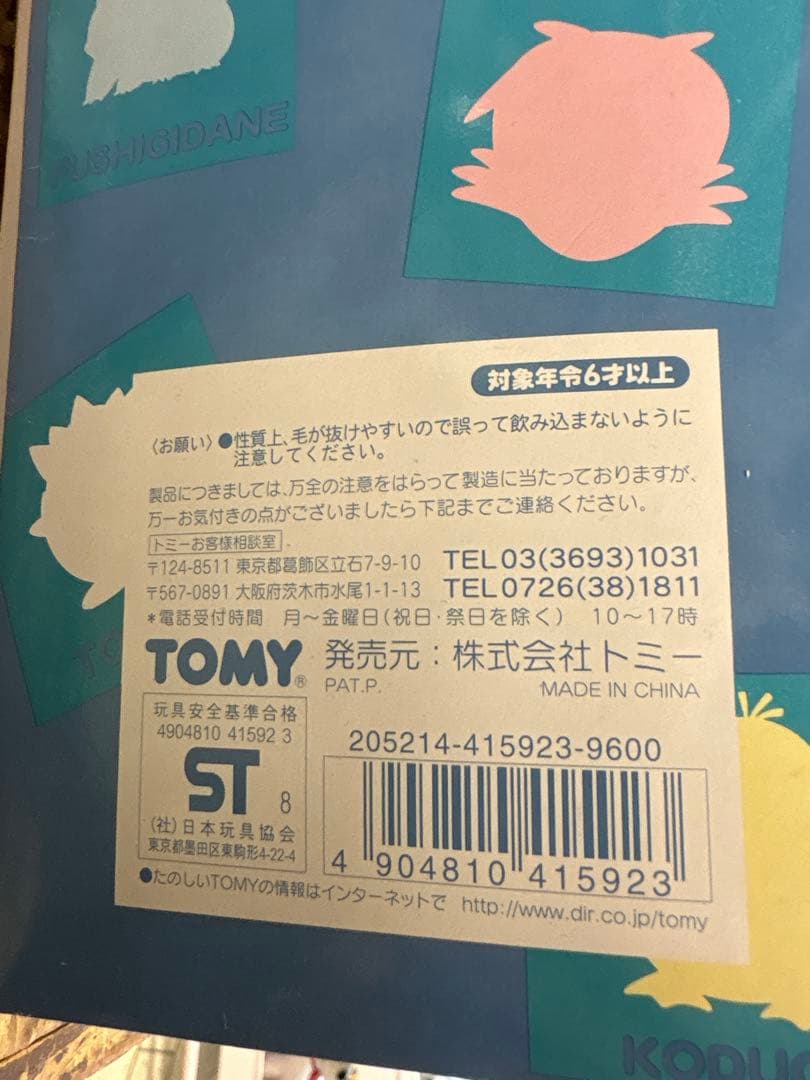 FUSHIGIDANE
対象年令6才以上
〈お願い〉●性質上、毛が抜けやすいので誤って飲み込まないように
注意してください。
製品につきましては、万全の注意をはらって製造に当たっておりますが、
万一お気付きの点がございましたら下記までご連絡ください。
トミーお客様相談室
〒124-8511 東京都葛飾区立石7-9-10 TEL03(3693)1031
〒567-0891 大阪府茨木市水尾1-1-13 TEL0726(38)1811
*電話受付時間 月〜金曜日(祝日・祭日を除く) 10〜17時
TOMY® 発売元:株式会社トミー
PAT.P. MADE IN CHINA
玩具安全基準合格
4904810 41592 3
ST 8
(社)日本玩具協会
東京都墨田区東駒形4-22-4
205214-415923-9600
4 904810 415923
●たのしいTOMYの情報はインターネットで http://www.dir.co.jp/tomy